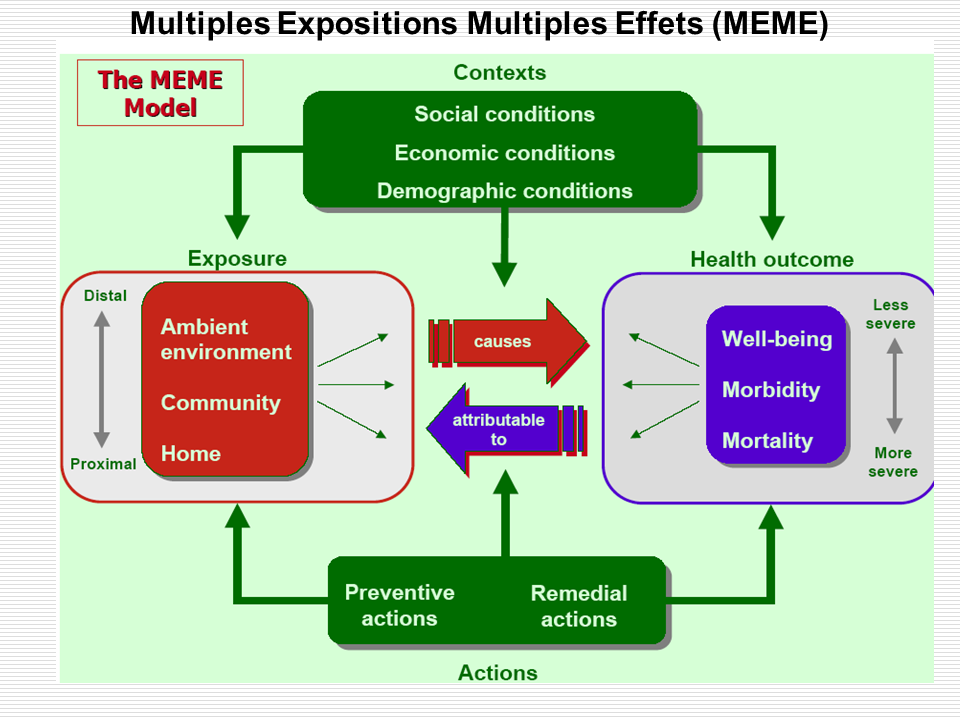 Multiples Expositions Multiples Effets (MEME)
The MEME
Model
Contexts
Social conditions
Economic conditions
Demographic conditions
Exposure
Health outcome
Distal
Proximal
Ambient
environment
Community
Home
causes
attributable
to
Well-being
Morbidity
Mortality
Less
severe
More
severe
Preventive
actions
Remedial
actions
Actions